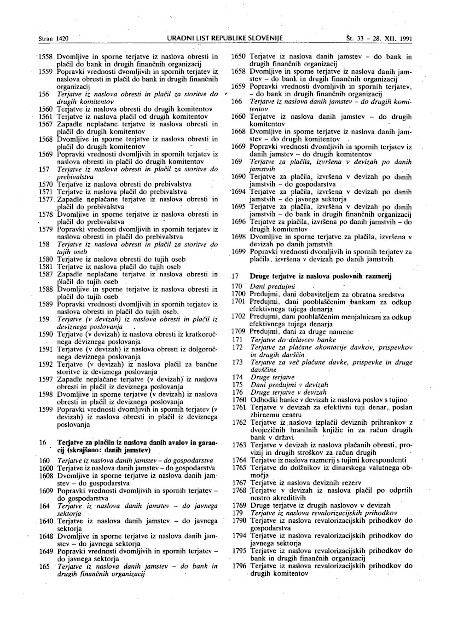 Stran 1420 URADNI LIST REPUBLIKE SLOVENIJE Št. 33 – 28. XII. 1991
1558 Dvomljive in sporne terjatve iz naslova obresti in
plačil do bank in drugih finančnih organizacij
1559 Popravki vrednosti dvomljivih in spornih terjatev iz
naslova obresti in plačil do bank in drugih finančnih
organizacij
156 Terjatve iz naslova obresti in plačil za storitve do
drugih komitentov
1560 Terjatve iz naslova obresti do drugih komitentov
1561 Terjatve iz naslova plačil od drugih komitentov
1567 Zapadle neplačane terjatve iz naslova obresti in
plačil do drugih komitentov
1568 Dvomljive in sporne terjatve iz naslova obresti in
plačil do drugih komitentov
1569 Popravki vrednosti dvomljivih in spornih terjatev iz
naslova obresti in plačil do drugih komitentov
157 Terjatve iz naslova obresti in plačil za storitve do
prebivalstva
1570 Terjatve iz naslova obresti do prebivalstva
1571 Terjatve iz naslova plačil do prebivalstva
1577 Zapadle neplačane terjatve iz naslova obresti in
plačil do prebivalstva
1578 Dvomljive in sporne terjatve iz naslova obresti in
plačil do prebivalstva
1579 Popravki vrednosti dvomljivih in spornih terjatev iz
naslova obresti in plačil do prebivalstva
158 Terjatve iz naslova obresti in plačil za storitve do
tujih oseb
1580 Terjatve iz naslova obresti do tujih oseb
1581 Terjatve iz naslova plačil do tujih oseb
1587 Zapadle neplačane terjatve iz naslova obresti in
plačil do tujih oseb
1588 Dvomljive in sporne terjatve iz naslova obresti in
plačil do tujih oseb
1589 Popravki vrednosti dvomljivih in spornih terjatev iz
naslova obresti in plačil do tujih oseb.
159 Terjatve (v devizah) iz naslova obresti in plačil iz
deviznega poslovanja
1590 Terjatve (v devizah) iz naslova obresti iz kratkoroč-
nega deviznega poslovanja
1591 Terjatve (v devizah) iz naslova obresti iz dolgoroč-
nega deviznega poslovanja
1592 Terjatve (v devizah) iz naslova plačil za bančne
storitve iz deviznega poslovanja
1597 Zapadle neplačane terjatve (v devizah) iz naslova
obresti in plačil iz deviznega poslovanja
1598 Dvomljive in sporne terjatve (v devizah) iz naslova
obresti in plačil iz deviznega poslovanja
1599 Popravki vrednosti dvomljivih in spornih terjatev (v
devizah) iz naslova obresti in plačil iz deviznega
poslovanja
16 Terjatve za plačila iz naslova danih avalov in garan-
cij (skrajšano: danih jamstev)
160 Terjatve iz naslova danih jamstev – do gospodarstva
1600 Terjatve iz naslova danih jamstev – do gospodarstva
1608 Dvomljive in sporne terjatve iz naslova danih jam-
stev – do gospodarstva
1609 Popravki vrednosti dvomljivih in spornih terjatev –
do gospodarstva
164 Terjatve iz naslova danih jamstev – do javnega
sektorja
1640 Terjatve iz naslova danih jamstev – do javnega
sektorja
1648 Dvomljive in sporne terjatve iz naslova danih jam-
stev – do javnega sektorja
1649 Popravki vrednosti dvomljivih in spornih terjatev –
do javnega sektorja
165 Terjatve iz naslova danih jamstev – do bank in
drugih finančnih organizacij
1650 Terjatve iz naslova danih jamstev – do bank in
drugih finančnih organizacij
1658 Dvomljive in sporne terjatve iz naslova danih jam-
stev – do bank in drugih finančnih organizacij
1659 Popravki vrednosti dvomljivih in spornih terjatev,
– do bank in drugih finančnih organizacij
166 Terjatve iz naslova danih jamstev – do drugih komi-
tentov
1660 Terjatve iz naslova danih jamstev – do drugih
komitentov
1668 Dvomljive in sporne terjatve iz naslova danih jam-
stev – do drugih komitentov
1669 Popravki vrednosti dvomljivih in spornih terjatev iz
danih jamstev – do drugih komitentov
169 Terjatve za plačila, izvršena v devizah po danih
jamstvih
1690 Terjatve za plačila, izvršena v devizah po danih
jamstvih – do gospodarstva
1694 Terjatve za plačila, izvršena v devizah po danih
jamstvih – do javnega sektorja
1695 Terjatve za plačila, izvršena v devizah po danih
jamstvih – do bank in drugih finančnih organizacij
1696 Terjatve za plačila, izvršena po danih jamstvih – do
drugih komitentov
1698 Dvomljive in sporne terjatve za plačila, izvršena v
devizah po danih jamstvih
1699 Popravki vrednosti dvomljivih in spornih terjatev za
plačila, izvršena v devizah po danih jamstvih
17 Druge terjatve iz naslova poslovnih razmerij
170 Dani predujmi
1700 Predujmi, dani dobaviteljem za obratna sredstva
1701 Predujmi, dani pooblaščenim bankam za odkup
efektivnega tujega denarja
1702 Predujmi, dani pooblaščenim menjalnicam za odkup
efektivnega tujega denarja
1709 Predujmi, dani za druge namene
171 Terjatve do delavcev banke
172 Terjatve za plačane akontacije davkov, prispevkov
in drugih davščin
173 Terjatve za več plačane davke, prispevke in druge
davščine
174 Druge terjatve
175 Dani predujmi v devizah
176 Druge terjatve v devizah
1760 Odhodki banke v devizah iz naslova poslov s tujino
1761 Terjatve v devizah za efektivni tuji denar, poslan
zbirnemu centru
1762 Terjatve iz naslova izplačil deviznih prihrankov z
dvojezičnih hranilnih knjižic in za račun drugih
bank v državi
1763 Terjatve v devizah iz naslova plačanih obresti, pro-
vizij in drugih stroškov za račun drugih
1764 Terjatve iz naslova razmerij s tujimi korespondenti
1765 Terjatve do dolžnikov iz dinarskega valutnega ob-
močja
1767 Terjatve iz naslova deviznih rezerv
1768 Terjatve v devizah iz naslova plačil po odprtih
nostro akreditivih
1769 Druge terjatve iz drugih naslovov v devizah
179 Terjatve iz naslova revalorizacijskih prihodkov
1790 Terjatve iz naslova revalorizacijskih prihodkov do
gospodarstva
1794 Terjatve iz naslova revalorizacijskih prihodkov do
javnega sektorja
1795 Terjatve iz naslova revalorizacijskih prihodkov do
bank in drugih finančnih organizacij
1796 Terjatve iz naslova revalorizacijskih prihodkov do
drugih komitentov